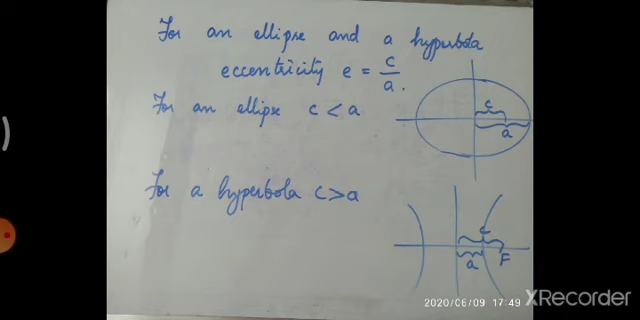 For an ellipse and a hyperbola
eccentricity e = c/a.
For an ellipse c < a
c
a
For a hyperbola c > a
c
a
F
2020/06/09 17:49
XRecorder